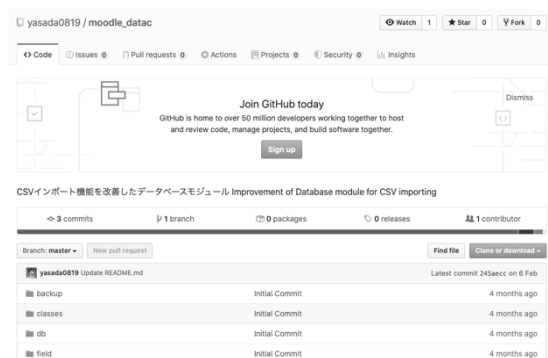 yasada0819 / moodle_datac
Watch 1 Star 0 Fork 0
Code Issues 0 Pull requests 0 Actions Projects 0 Security 0 Insights
Join GitHub today
Dismiss
GitHub is home to over 50 million developers working together to host
and review code, manage projects, and build software together.
Sign up
CSVインポート機能を改善したデータベースモジュール Improvement of Database module for CSV importing
3 commits 1 branch 0 packages 0 releases 1 contributor
Branch: master New pull request Find file Clone or download
yasada0819 Update README.md Latest commit 245aecc on 6 Feb
backup Initial Commit 4 months ago
classes Initial Commit 4 months ago
db Initial Commit 4 months ago
field Initial Commit 4 months ago